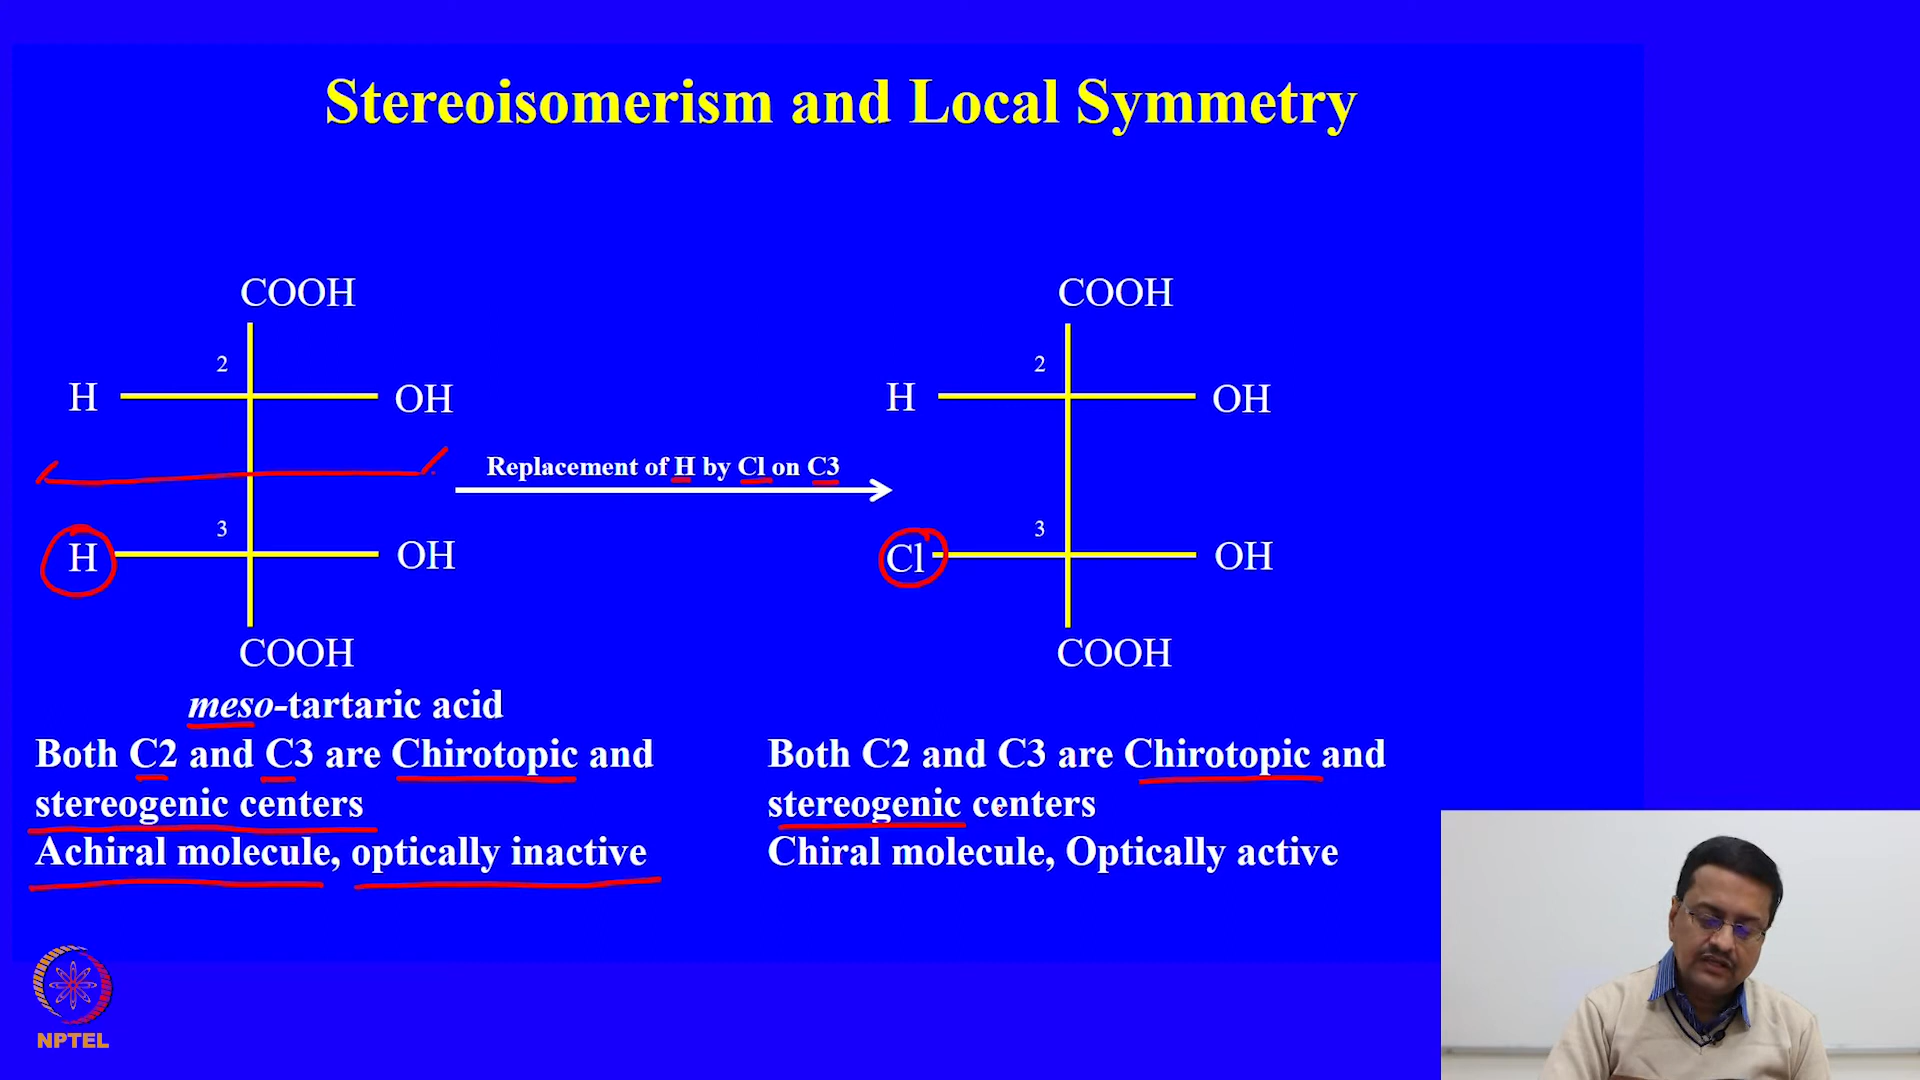 Stereoisomerism and Local Symmetry
COOH
2
H OH
3
H OH
COOH
meso-tartaric acid
Both C2 and C3 are Chirotopic and
stereogenic centers
Achiral molecule, optically inactive
Replacement of H by Cl on C3
COOH
2
H OH
3
Cl OH
COOH
Both C2 and C3 are Chirotopic and
stereogenic centers
Chiral molecule, Optically active
NPTEL